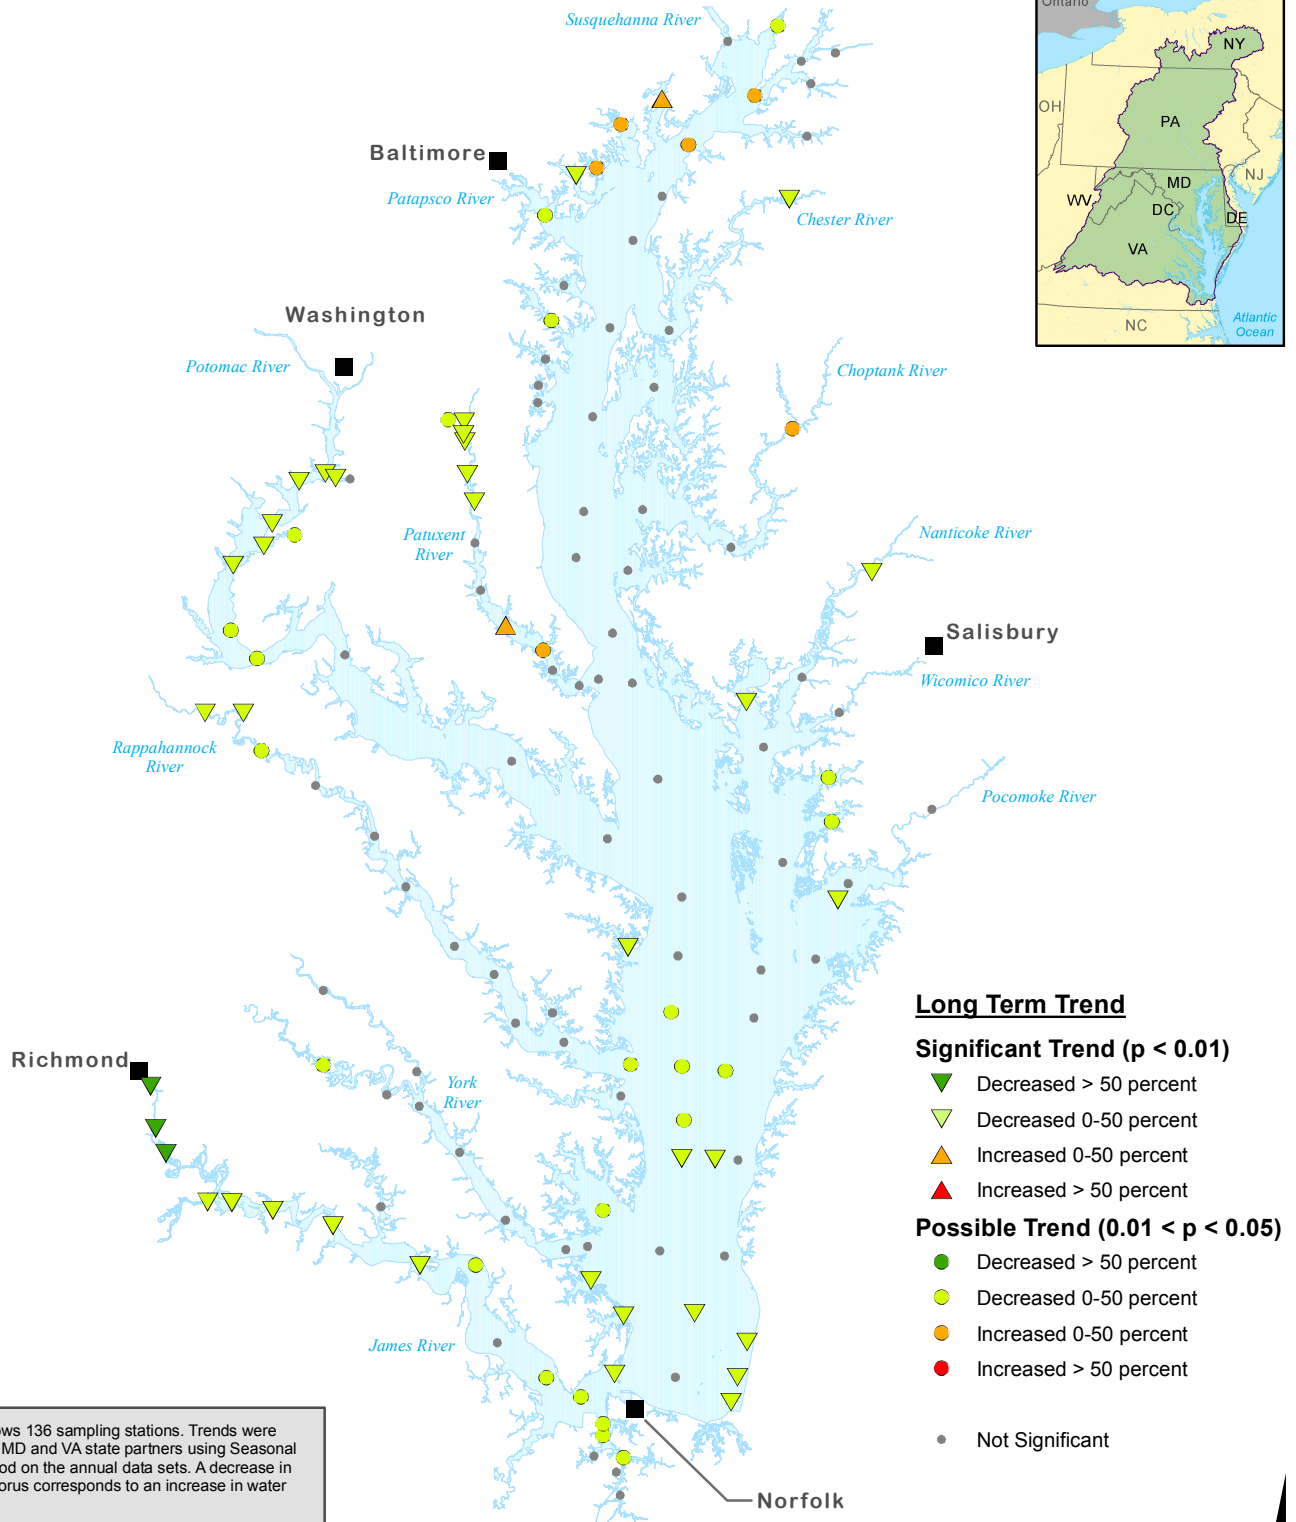 Susquehanna River
Baltimore
Patapsco River
Chester River
Washington
Potomac River
Choptank River
Patuxent
River
Nanticoke River
Salisbury
Wicomico River
Rappahannock
River
Pocomoke River
Richmond
York
River
James River
Norfolk
Ontario
NY
OH
PA
NJ
MD
WV
DC
DE
VA
NC
Atlantic
Ocean
Long Term Trend
Significant Trend (p < 0.01)
Decreased > 50 percent
Decreased 0-50 percent
Increased 0-50 percent
Increased > 50 percent
Possible Trend (0.01 < p < 0.05)
Decreased > 50 percent
Decreased 0-50 percent
Increased 0-50 percent
Increased > 50 percent
Not Significant
ows 136 sampling stations. Trends were
MD and VA state partners using Seasonal
od on the annual data sets. A decrease in
orus corresponds to an increase in water